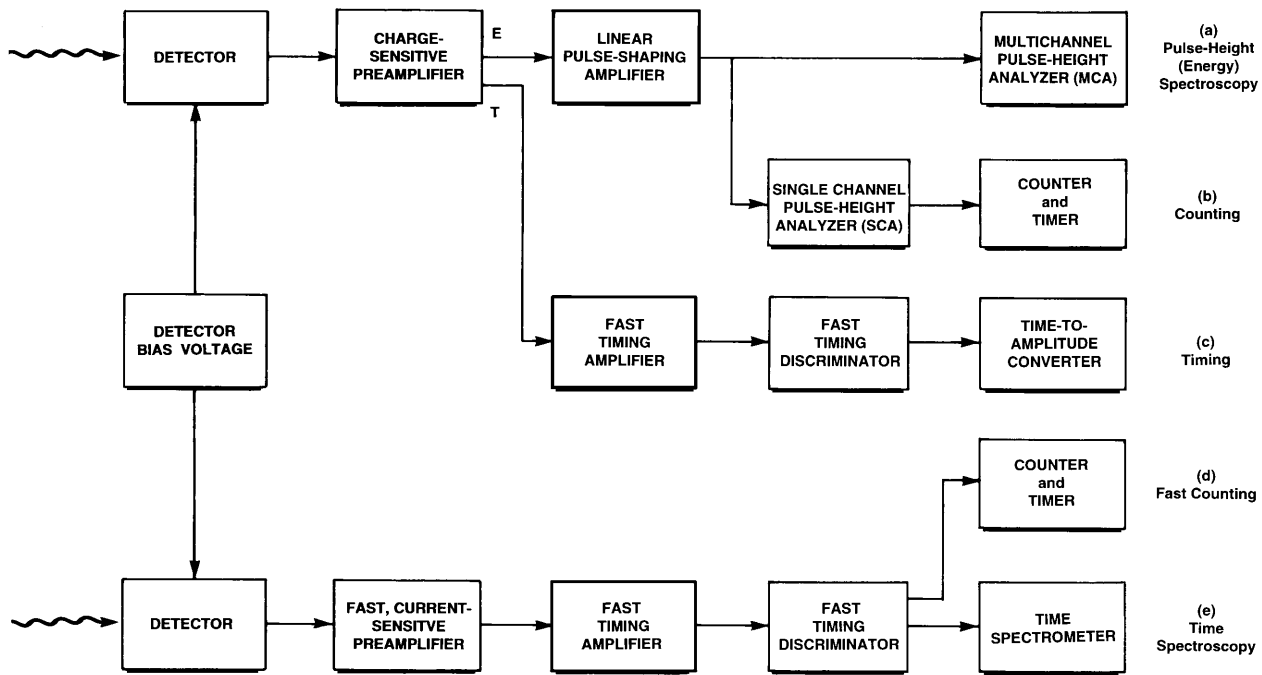 DETECTOR
CHARGE-
SENSITIVE
PREAMPLIFIER
E
T
LINEAR
PULSE-SHAPING
AMPLIFIER
MULTICHANNEL
PULSE-HEIGHT
ANALYZER (MCA)
(a)
Pulse-Height
(Energy)
Spectroscopy
SINGLE CHANNEL
PULSE-HEIGHT
ANALYZER (SCA)
COUNTER
and
TIMER
(b)
Counting
DETECTOR
BIAS VOLTAGE
FAST
TIMING
AMPLIFIER
FAST
TIMING
DISCRIMINATOR
TIME-TO-
AMPLITUDE
CONVERTER
(c)
Timing
COUNTER
and
TIMER
(d)
Fast Counting
DETECTOR
FAST, CURRENT-
SENSITVE
PREAMPLIFIER
FAST
TIMING
AMPLIFIER
FAST
TIMING
DISCRIMINATOR
TIME
SPECTROMETER
(e)
Time
Spectroscopy